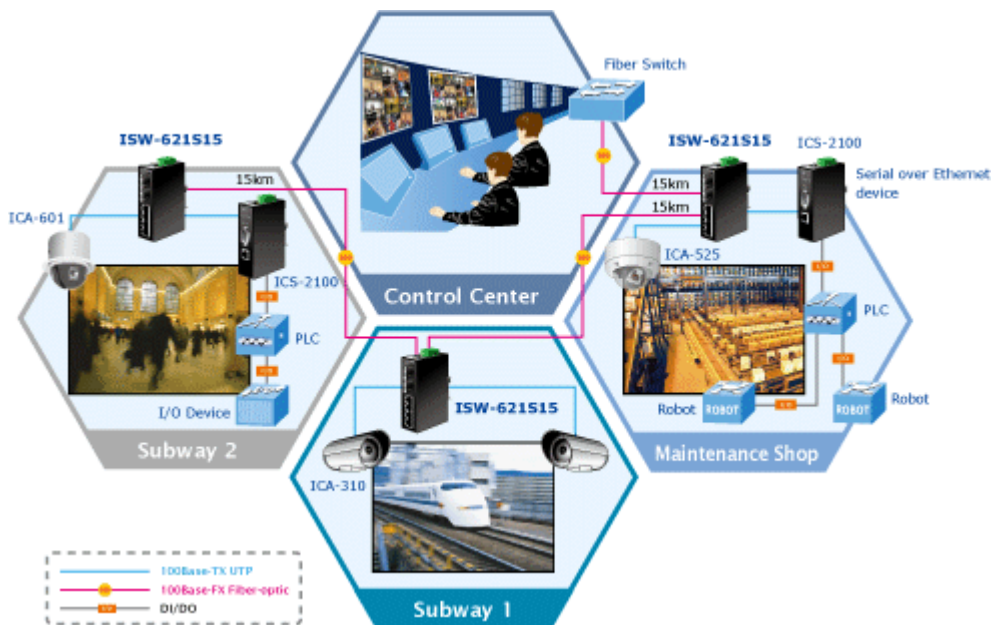 Fiber Switch
ISW-621S15
ISW-621S15
ICS-2100
15km
15km
15km
Serial over Ethernet
device
ICA-601
ICA-525
ICS-2100
Control Center
PLC
PLC
I/O Device
ISW-621S15
Robot
ROBOT
ROBOT
Robot
Subway 2
Maintenance Shop
ICA-310
100Base-TX UTP
100Base-FX Fiber-optic
DI/DO
Subway 1